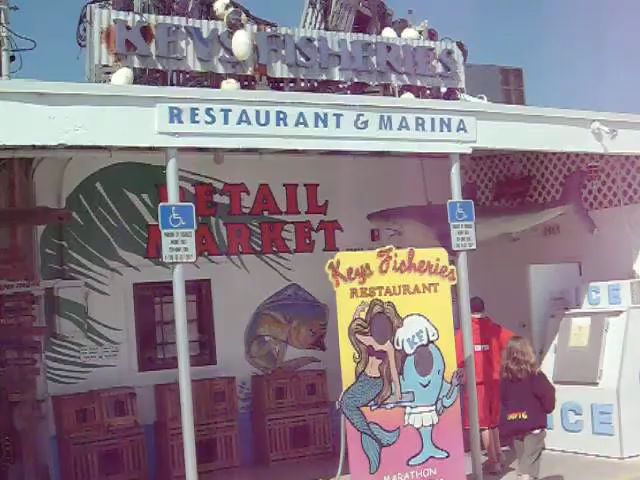 KEYS FISHERIES
RESTAURANT & MARINA
RETAIL
MARKET
Keys Fisheries
RESTAURANT
KF
MARATHON
ICE
ICE